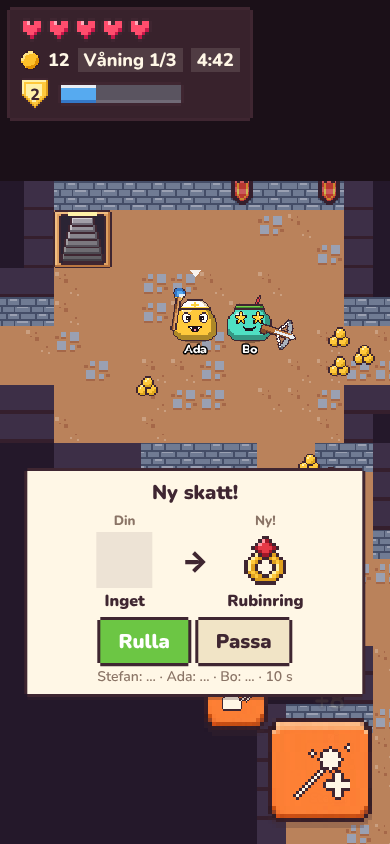 12 Våning 1/3 4:42
2
Ada Bo
Ny skatt!
Din Ny!
Inget Rubinring
Rulla Passa
Stefan: ... · Ada: ... · Bo: ... · 10 s